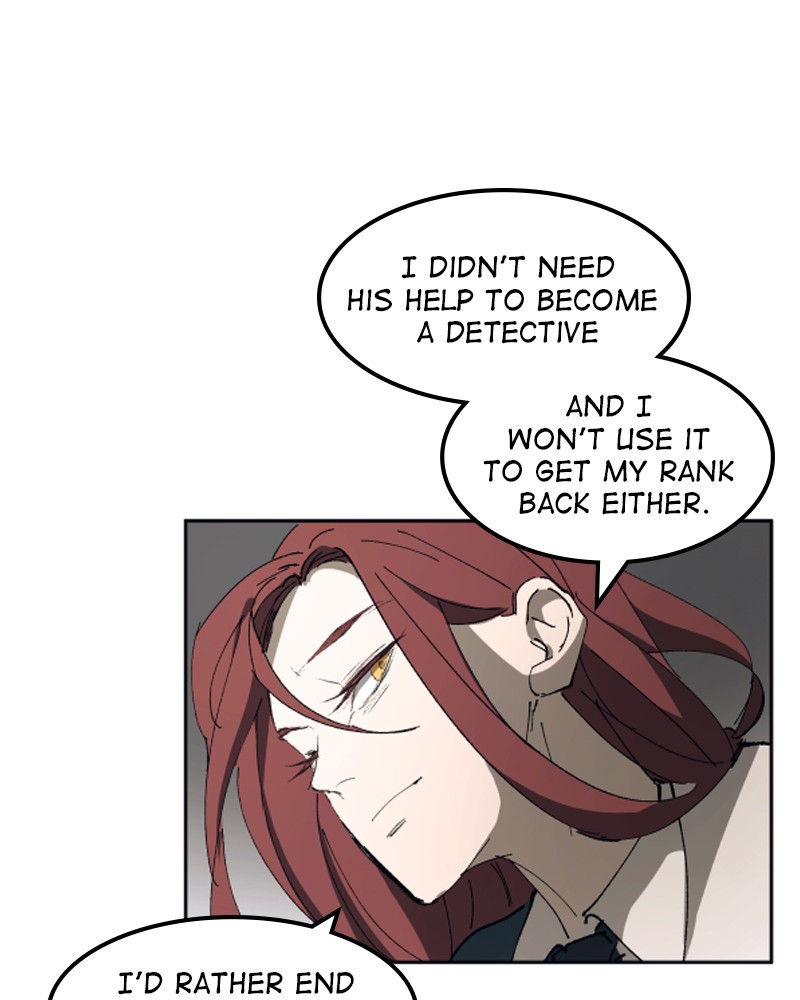 I DIDN'T NEED
HIS HELP TO BECOME
A DETECTIVE
AND I
WON'T USE IT
TO GET MY RANK
BACK EITHER.
I'D RATHER END